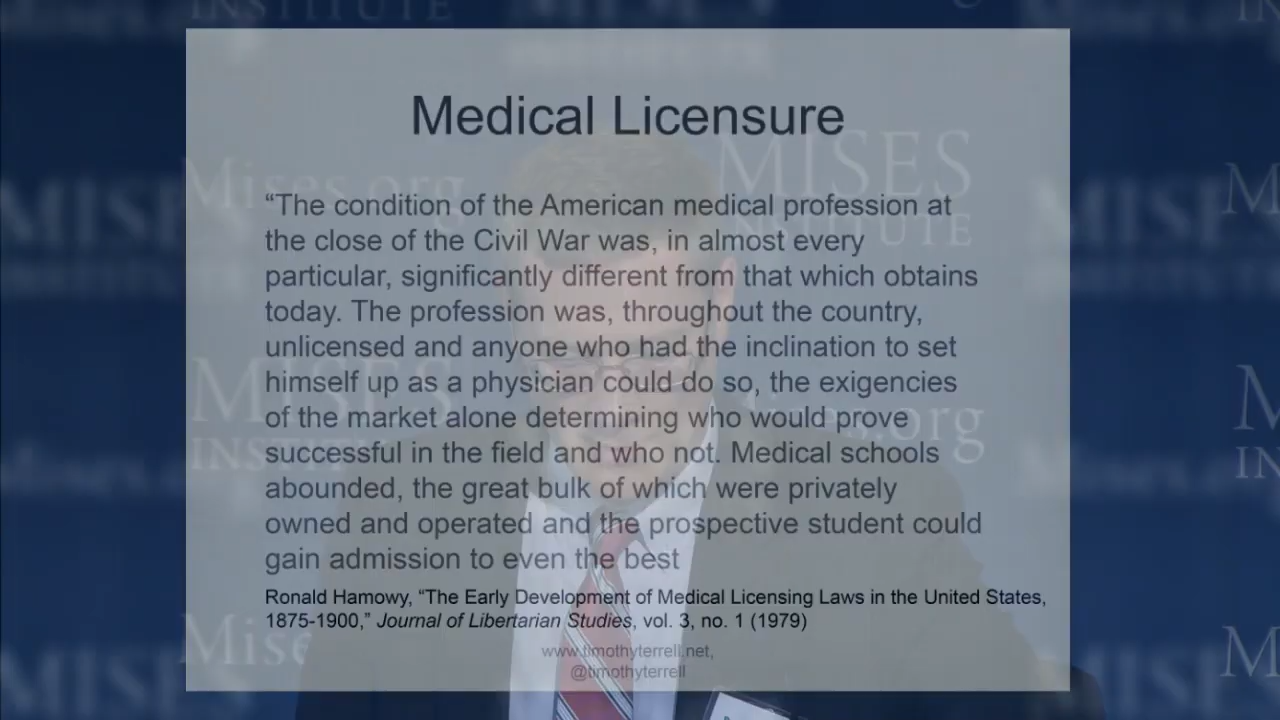 INSTITUTE
MISES
Medical Licensure
MISES
INSTITUTE
Mises.org
“The condition of the American medical profession at
the close of the Civil War was, in almost every
particular, significantly different from that which obtains
today. The profession was, throughout the country,
unlicensed and anyone who had the inclination to set
himself up as a physician could do so, the exigencies
of the market alone determining who would prove
successful in the field and who not. Medical schools
abounded, the great bulk of which were privately
owned and operated and the prospective student could
gain admission to even the best
Ronald Hamowy, “The Early Development of Medical Licensing Laws in the United States,
1875-1900,” Journal of Libertarian Studies, vol. 3, no. 1 (1979)
www.timothyterrell.net,
@timothyterrell